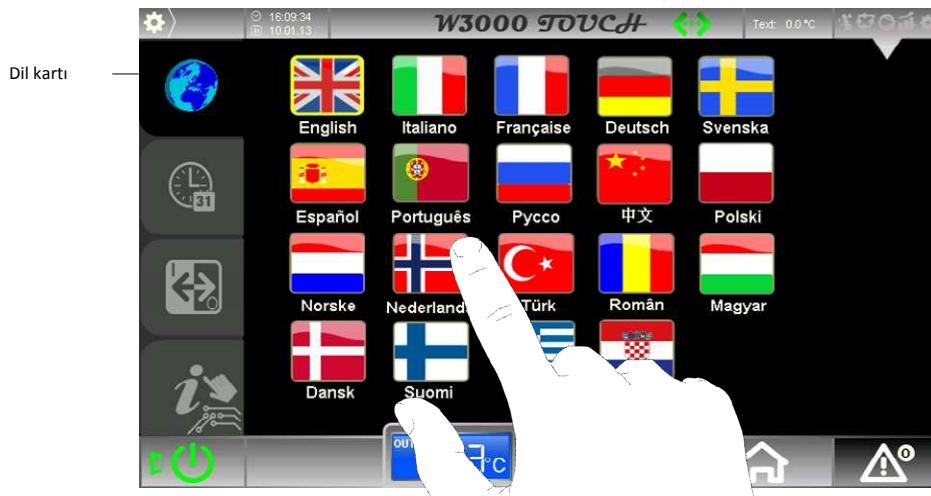 16:09:34
10.01.13
W3000 TOUCH
Text: 0.0°C
Dil kartı
English Italiano Française Deutsch Svenska
31
Español Português Pycco 中文 Polski
Norske Türk Român Magyar
Dansk Suomi
OUT
°C
0